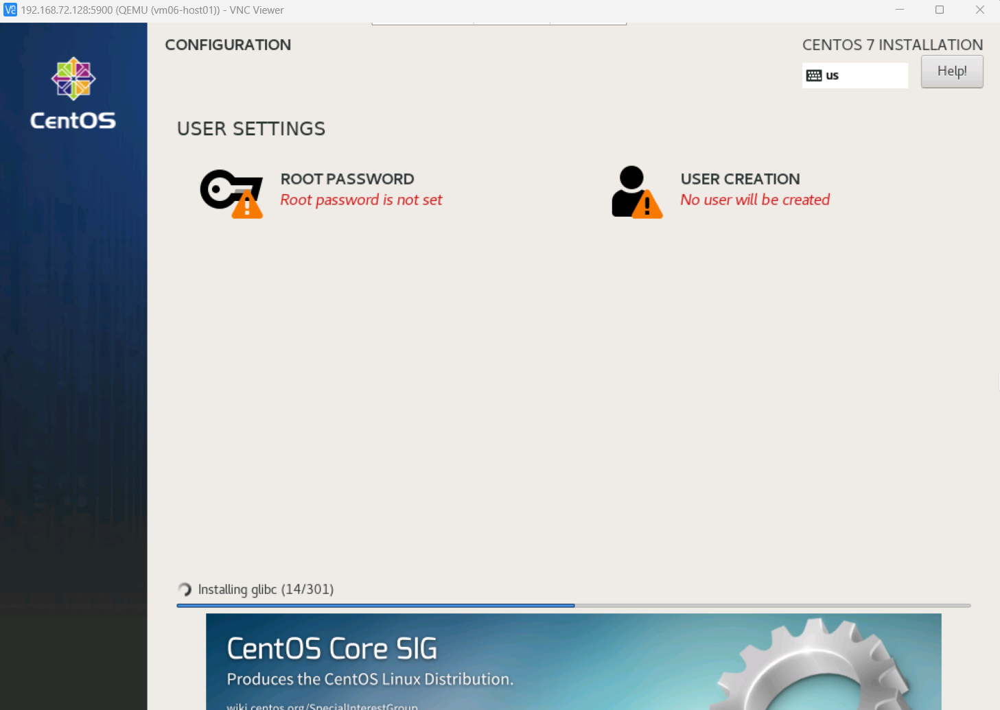 192.168.72.128:5900 (QEMU (vm06-host01)) - VNC Viewer
CentOS
CONFIGURATION
CENTOS 7 INSTALLATION
us
Help!
USER SETTINGS
ROOT PASSWORD
Root password is not set
USER CREATION
No user will be created
Installing glibc (14/301)
CentOS Core SIG
Produces the CentOS Linux Distribution.
wiki.centos.org/SpecialInterestGroup